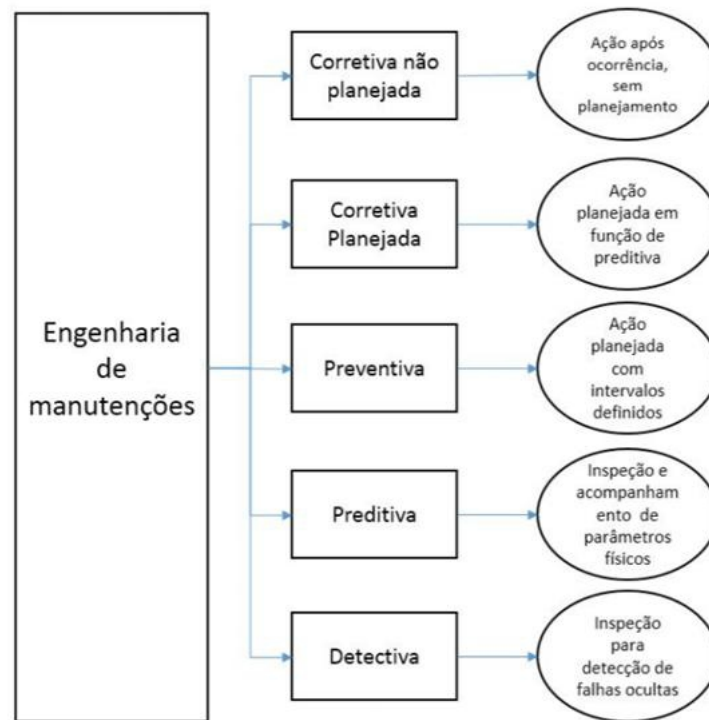 Engenharia
de
manutenções
Corretiva não
planejada
Ação após
ocorrência,
sem
planejamento
Corretiva
Planejada
Ação
planejada em
função de
preditiva
Preventiva
Ação
planejada
com
intervalos
definidos
Preditiva
Inspeção e
acompanham
ento de
parâmetros
físicos
Detectiva
Inspeção
para
detecção de
falhas ocultas